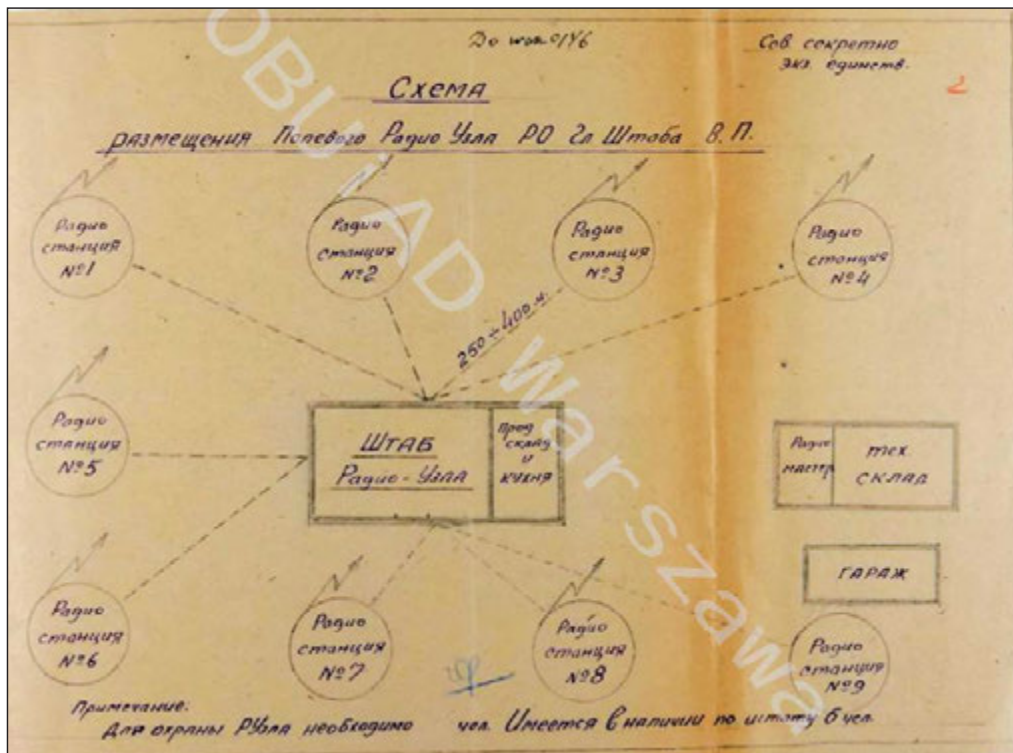 До
Сов. секретно
экз. единств.
2
Схема
размещения Полевого Радио Узла РО Гл Штаба В.П.
Радио
станция
№1
Радио
станция
№2
Радио
станция
№3
Радио
станция
№4
250÷400 м.
Радио
станция
№5
ШТАБ
Радио-Узла
Прод
склад
и
кухня
Радио
мастер
тех.
склад
ГАРАЖ
Радио
станция
№6
Радио
станция
№7
Радио
станция
№8
Радио
станция
№9
Примечание:
Для охраны РУзла необходимо чел. Имеется в наличии по штату 6 чел.
OBUiAD Warszawa